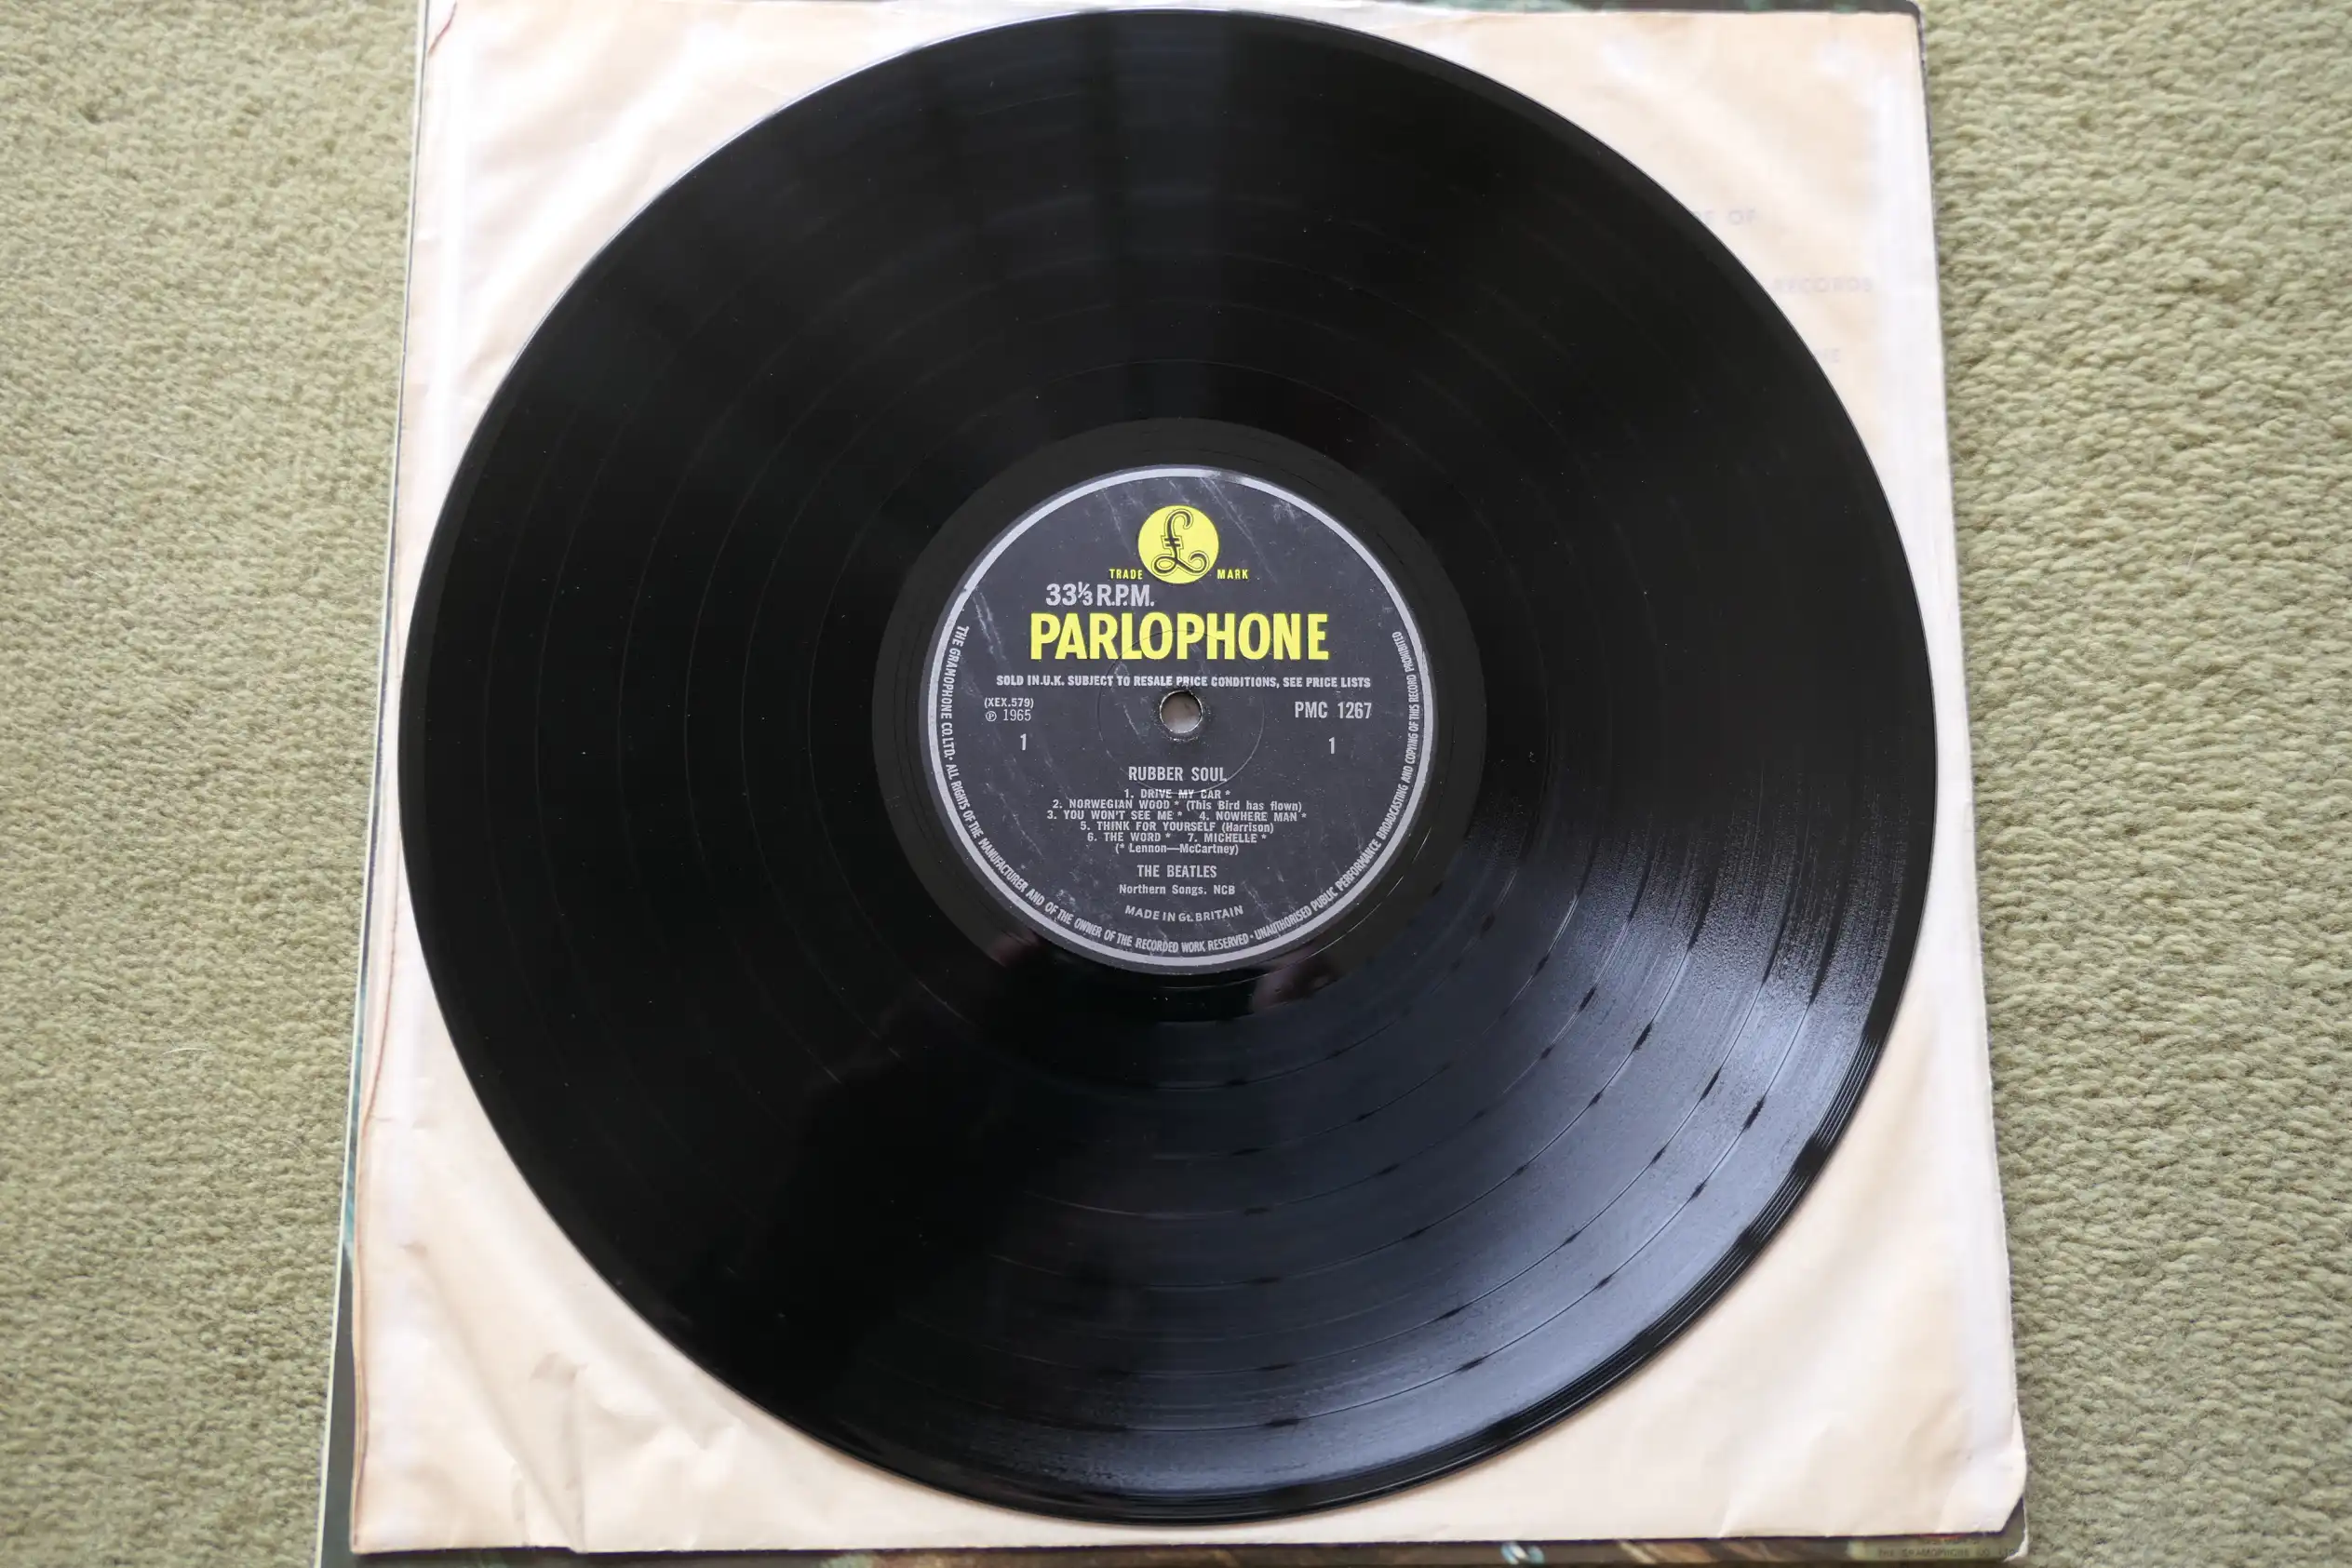 £
TRADE MARK
33⅓ R.P.M.
PARLOPHONE
SOLD IN.U.K. SUBJECT TO RESALE PRICE CONDITIONS, SEE PRICE LISTS
(XEX.579)
℗ 1965
PMC 1267
1 1
RUBBER SOUL
1. DRIVE MY CAR *
2. NORWEGIAN WOOD * (This Bird has flown)
3. YOU WON'T SEE ME * 4. NOWHERE MAN *
5. THINK FOR YOURSELF (Harrison)
6. THE WORD * 7. MICHELLE *
(* Lennon—McCartney)
THE BEATLES
Northern Songs. NCB
MADE IN Gt. BRITAIN
THE GRAMOPHONE CO. LTD. • ALL RIGHTS OF THE MANUFACTURER AND OF THE OWNER OF THE RECORDED WORK RESERVED • UNAUTHORISED PUBLIC PERFORMANCE BROADCASTING AND COPYING OF THIS RECORD PROHIBITED